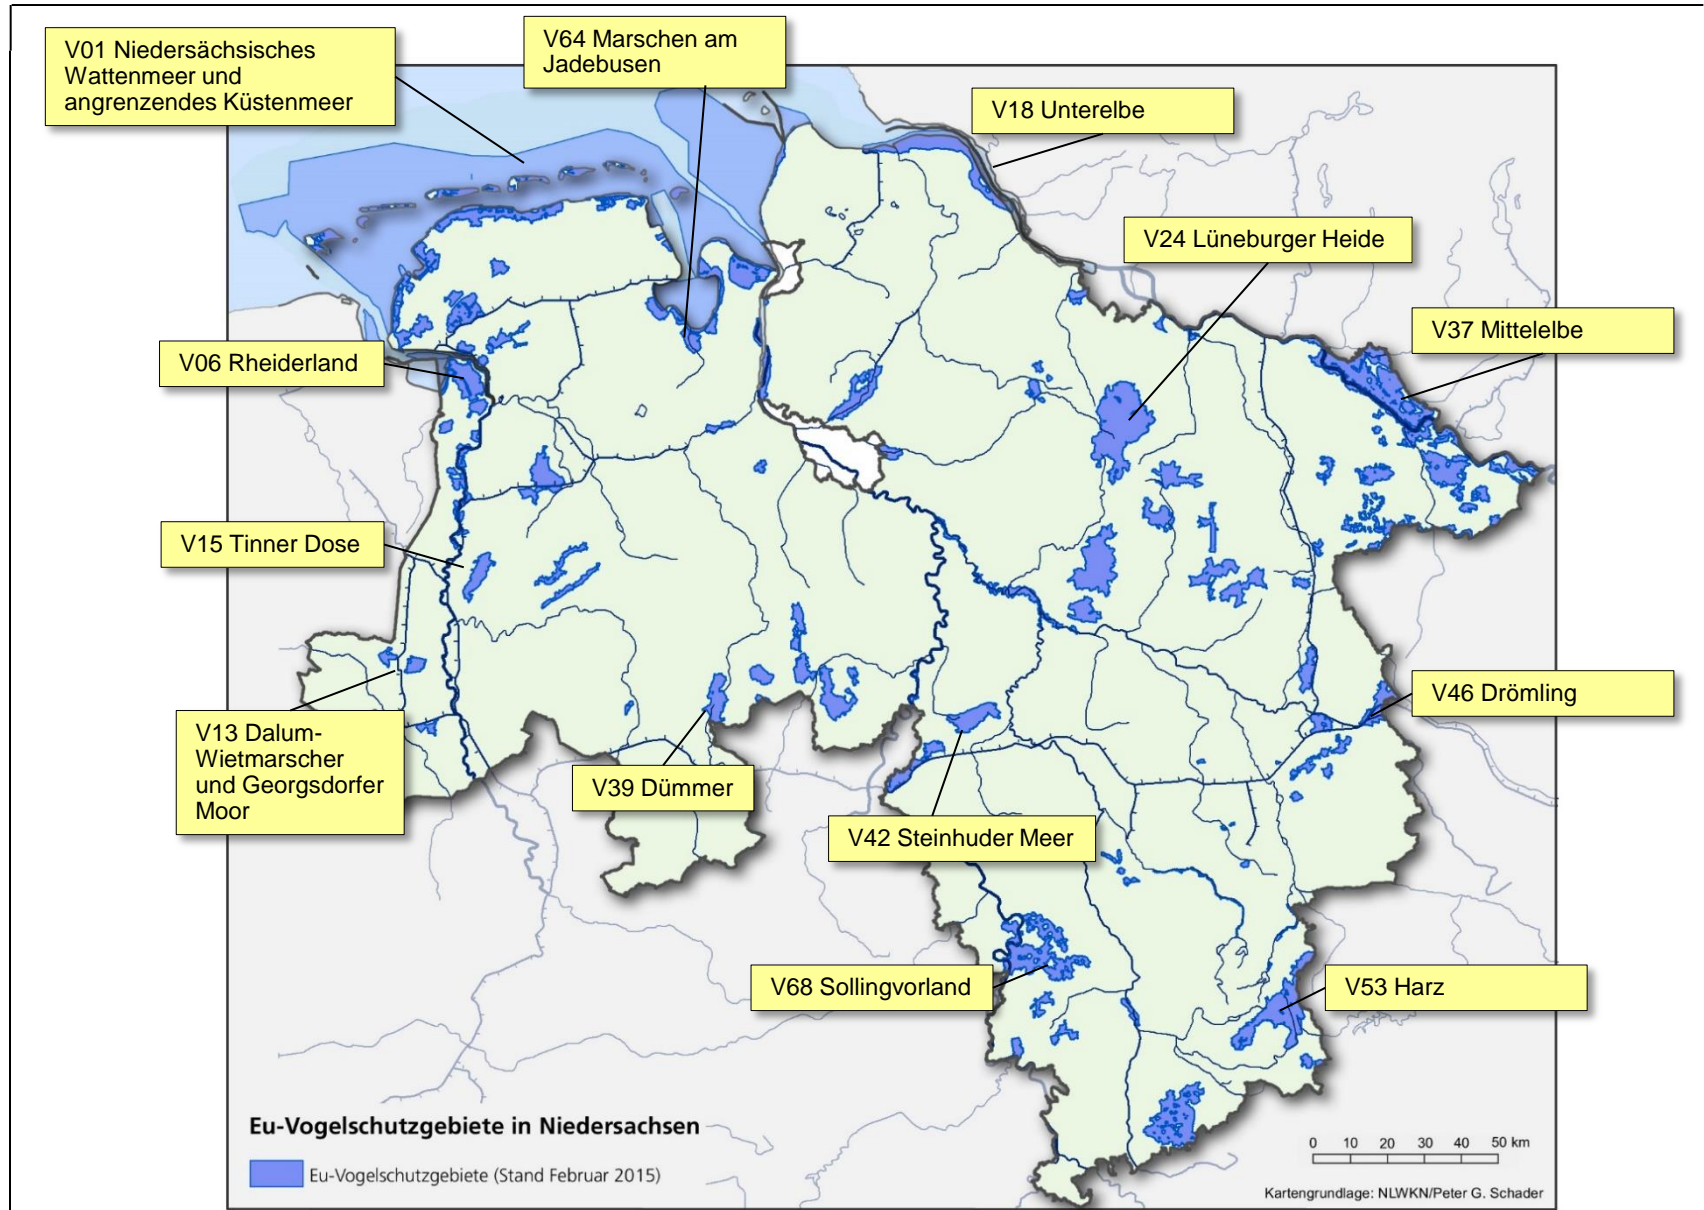 V01 Niedersächsisches
Wattenmeer und
angrenzendes Küstenmeer
V64 Marschen am
Jadebusen
V18 Unterelbe
V24 Lüneburger Heide
V37 Mittelelbe
V06 Rheiderland
V15 Tinner Dose
V46 Drömling
V13 Dalum-
Wietmarscher
und Georgsdorfer
Moor
V39 Dümmer
V42 Steinhuder Meer
V68 Sollingvorland
V53 Harz
Eu-Vogelschutzgebiete in Niedersachsen
Eu-Vogelschutzgebiete (Stand Februar 2015)
0 10 20 30 40 50 km
Kartengrundlage: NLWKN/Peter G. Schader